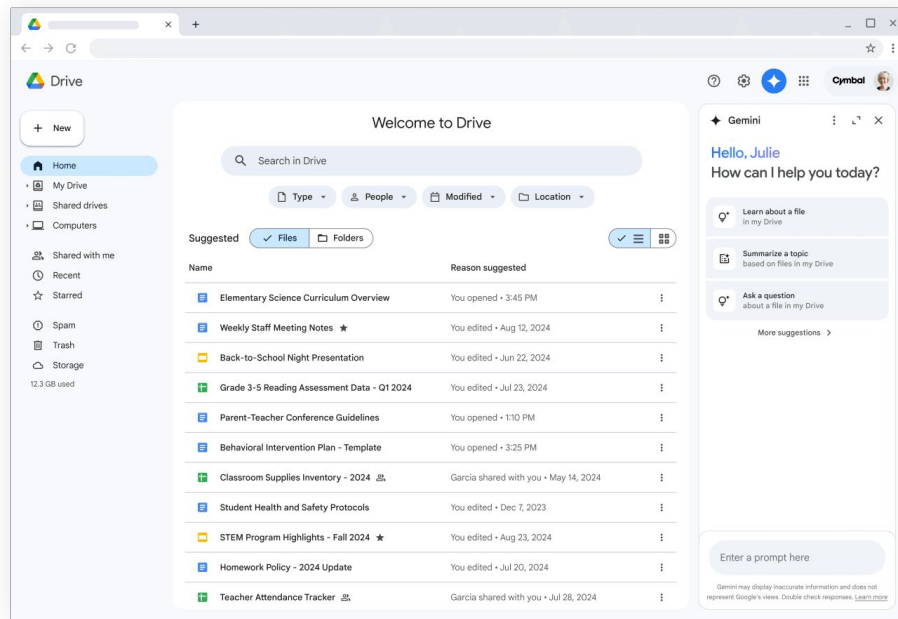 Drive
Cymbal
New
Home
My Drive
Shared drives
Computers
Shared with me
Recent
Starred
Spam
Trash
Storage
12.3 GB used
Welcome to Drive
Search in Drive
Type
People
Modified
Location
Suggested
Files
Folders
Name Reason suggested
Elementary Science Curriculum Overview You opened • 3:45 PM
Weekly Staff Meeting Notes You edited • Aug 12, 2024
Back-to-School Night Presentation You edited • Jun 22, 2024
Grade 3-5 Reading Assessment Data - Q1 2024 You edited • Jul 23, 2024
Parent-Teacher Conference Guidelines You opened • 1:10 PM
Behavioral Intervention Plan - Template You opened • 3:25 PM
Classroom Supplies Inventory - 2024 Garcia shared with you • May 14, 2024
Student Health and Safety Protocols You edited • Dec 7, 2023
STEM Program Highlights - Fall 2024 You edited • Aug 23, 2024
Homework Policy - 2024 Update You edited • Jul 20, 2024
Teacher Attendance Tracker Garcia shared with you • Jul 28, 2024
Gemini
Hello, Julie
How can I help you today?
Learn about a file
in my Drive
Summarize a topic
based on files in my Drive
Ask a question
about a file in my Drive
More suggestions
Enter a prompt here
Gemini may display inaccurate information and does not
represent Google's views. Double check responses. Learn more